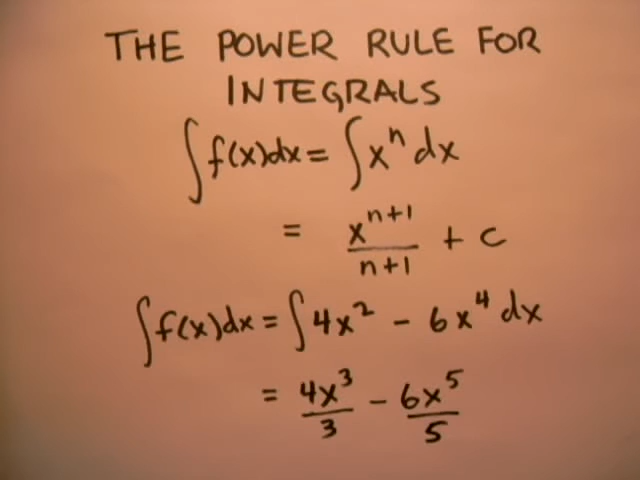 THE POWER RULE FOR
INTEGRALS
∫f(x)dx = ∫xⁿ dx
= xⁿ⁺¹/n+1 + c
∫f(x)dx = ∫4x² - 6x⁴ dx
= 4x³/3 - 6x⁵/5